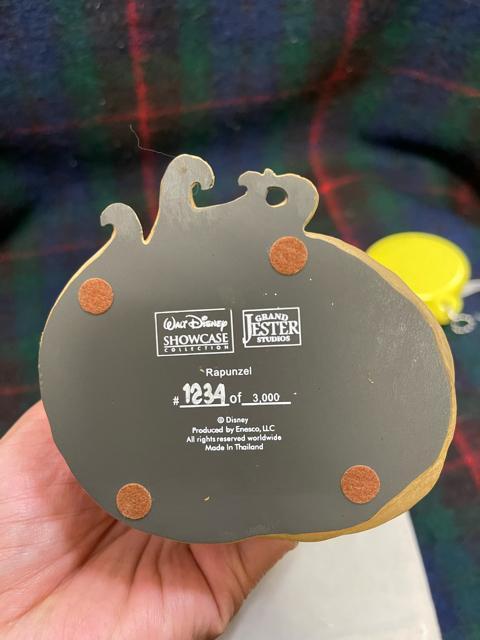 WALT DISNEY
SHOWCASE
COLLECTION
GRAND
JESTER
STUDIOS
Rapunzel
# 1234 of 3,000
© Disney
Produced by Enesco, LLC
All rights reserved worldwide
Made in Thailand